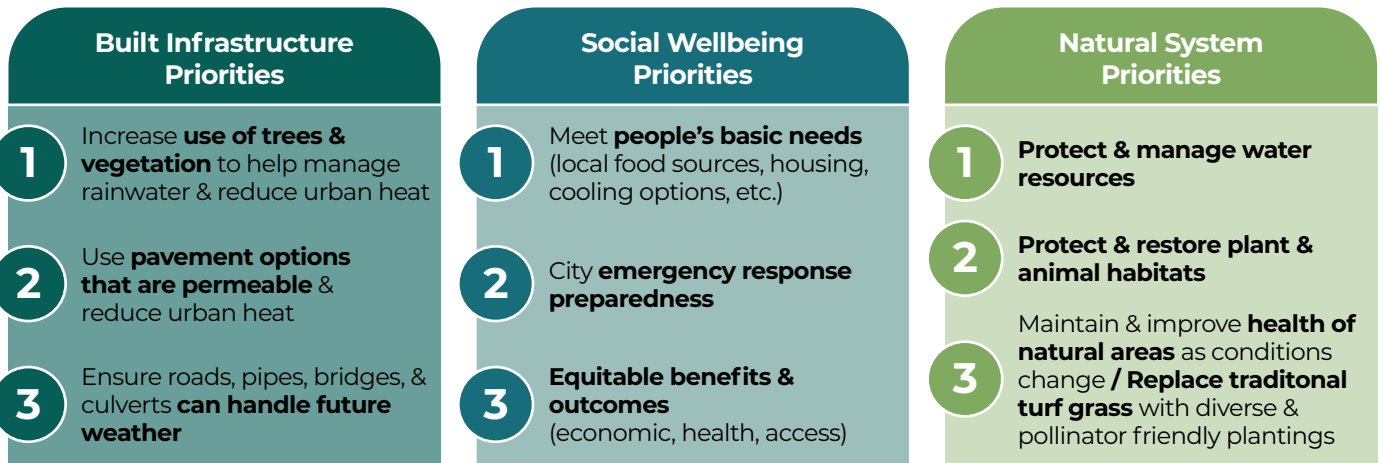 Built Infrastructure
Priorities
1
Increase use of trees &
vegetation to help manage
rainwater & reduce urban heat
2
Use pavement options
that are permeable &
reduce urban heat
3
Ensure roads, pipes, bridges, &
culverts can handle future
weather
Social Wellbeing
Priorities
1
Meet people's basic needs
(local food sources, housing,
cooling options, etc.)
2
City emergency response
preparedness
3
Equitable benefits &
outcomes
(economic, health, access)
Natural System
Priorities
1
Protect & manage water
resources
2
Protect & restore plant &
animal habitats
3
Maintain & improve health of
natural areas as conditions
change / Replace traditonal
turf grass with diverse &
pollinator friendly plantings